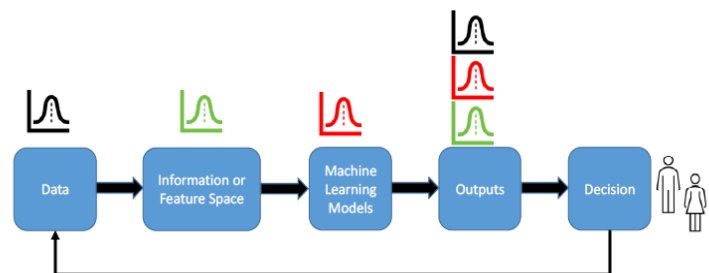 Data
Information or
Feature Space
Machine
Learning
Models
Outputs
Decision